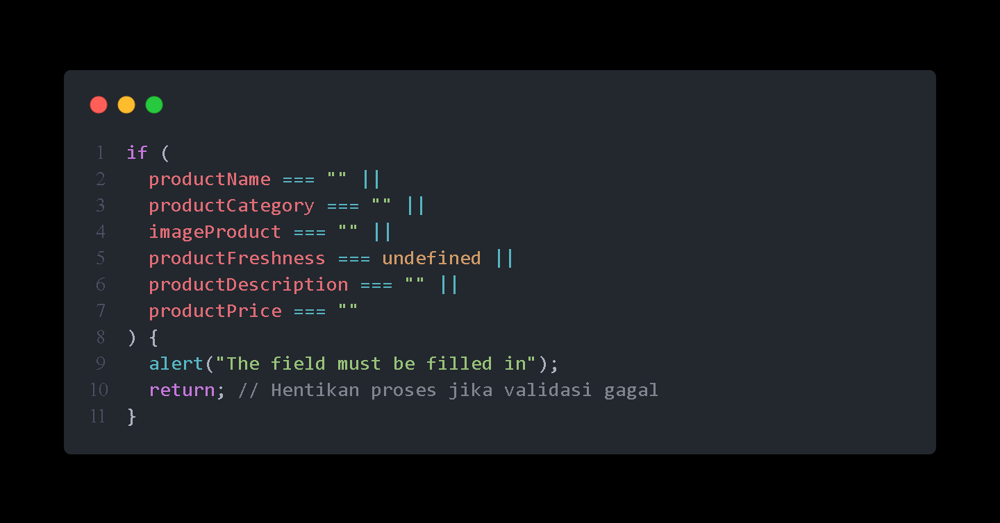 1 if (
2   productName === "" ||
3   productCategory === "" ||
4   imageProduct === "" ||
5   productFreshness === undefined ||
6   productDescription === "" ||
7   productPrice === ""
8 ) {
9   alert("The field must be filled in");
10   return; // Hentikan proses jika validasi gagal
11 }